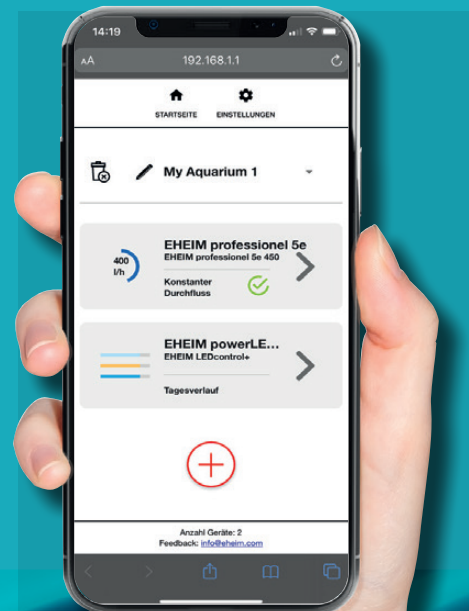 14:19
AA 192.168.1.1
STARTSEITE EINSTELLUNGEN
My Aquarium 1
EHEIM professionel 5e
EHEIM professionel 5e 450
400
l/h
Konstanter
Durchfluss
EHEIM powerLE...
EHEIM LEDcontrol+
Tagesverlauf
Anzahl Geräte: 2
Feedback: info@eheim.com